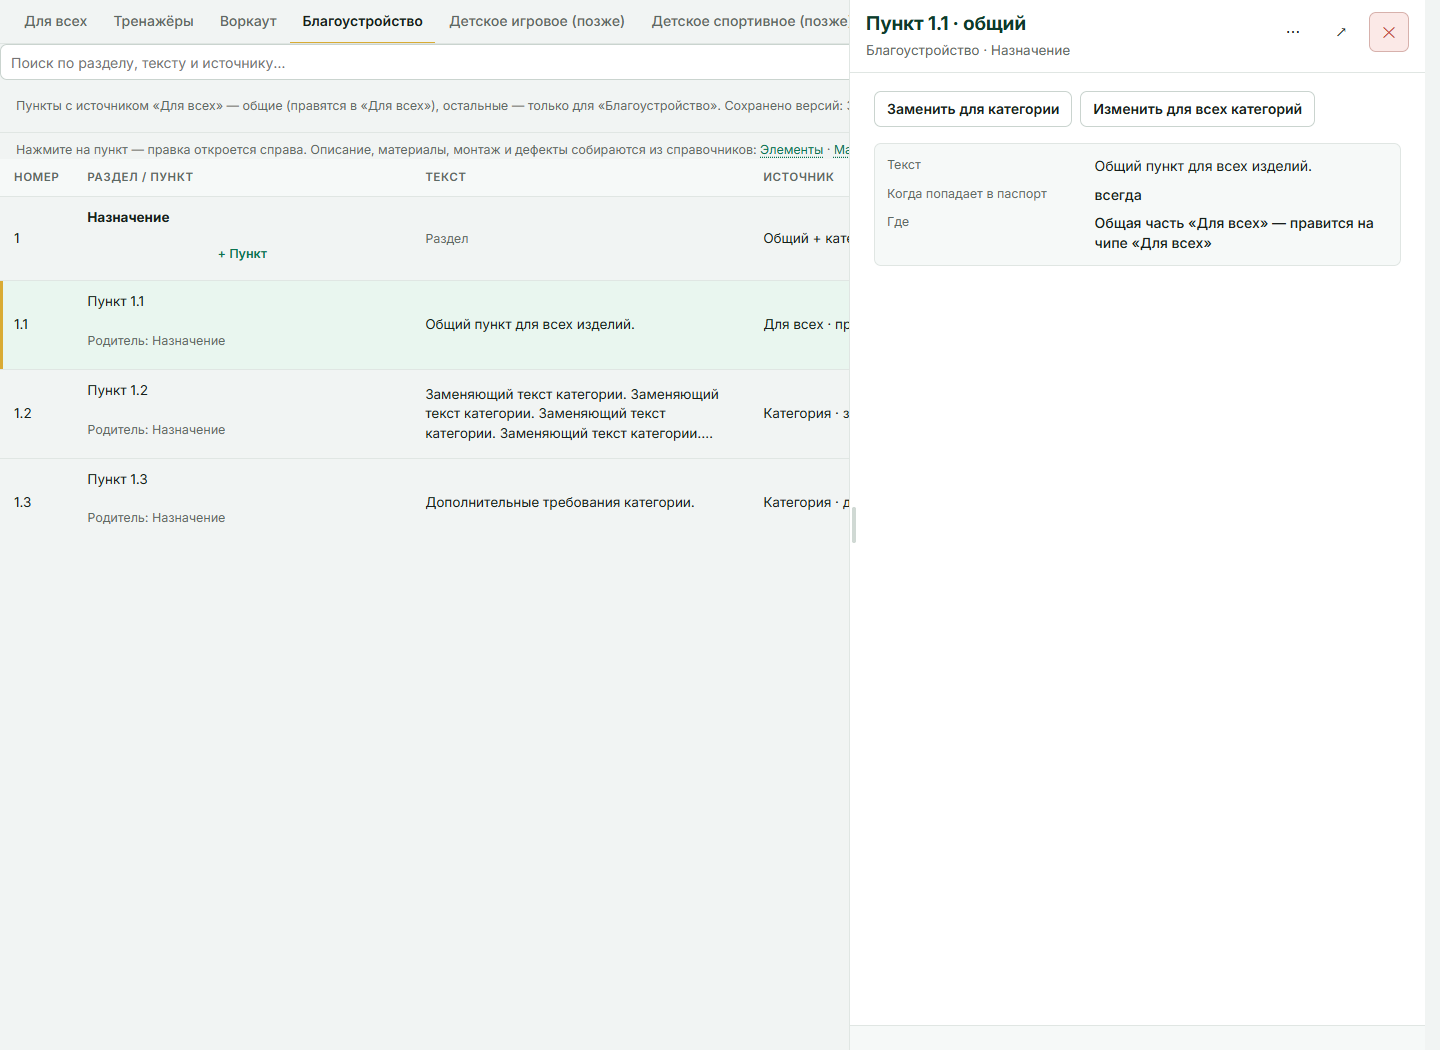 Для всех Тренажёры Воркаут Благоустройство Детское игровое (позже) Детское спортивное (позже)
Поиск по разделу, тексту и источнику...
Пункты с источником «Для всех» — общие (правятся в «Для всех»), остальные — только для «Благоустройство». Сохранено версий:
Нажмите на пункт — правка откроется справа. Описание, материалы, монтаж и дефекты собираются из справочников: Элементы ·
НОМЕР РАЗДЕЛ / ПУНКТ ТЕКСТ ИСТОЧНИК
Назначение
1 Раздел Общий +
+ Пункт
Пункт 1.1
1.1 Общий пункт для всех изделий. Для всех ·
Родитель: Назначение
Пункт 1.2
1.2 Заменяющий текст категории. Заменяющий
текст категории. Заменяющий текст
категории. Заменяющий текст категории....
Категория ·
Родитель: Назначение
Пункт 1.3
1.3 Дополнительные требования категории. Категория ·
Родитель: Назначение
Пункт 1.1 · общий
Благоустройство · Назначение
... ↗ ×
Заменить для категории Изменить для всех категорий
Текст Общий пункт для всех изделий.
Когда попадает в паспорт всегда
Где Общая часть «Для всех» — правится на
чипе «Для всех»